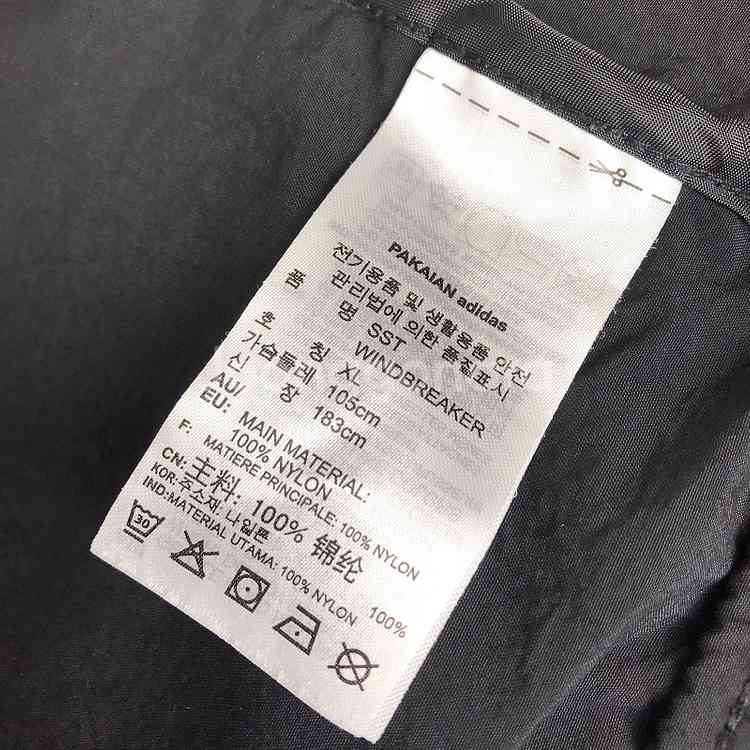 PAKAIAN adidas
전기용품 및 생활용품 안전
관리법에 의한 품질표시
품 명 SST
WINDBREAKER
호 칭 XL
가슴둘레 105cm
신 장 183cm
AU/
EU: MAIN MATERIAL:
100% NYLON
F: MATIERE PRINCIPALE: 100% NYLON
CN: 主料: 100% 锦纶
KOR: 주소재: 나일론 100%
IND: MATERIAL UTAMA: 100% NYLON
30